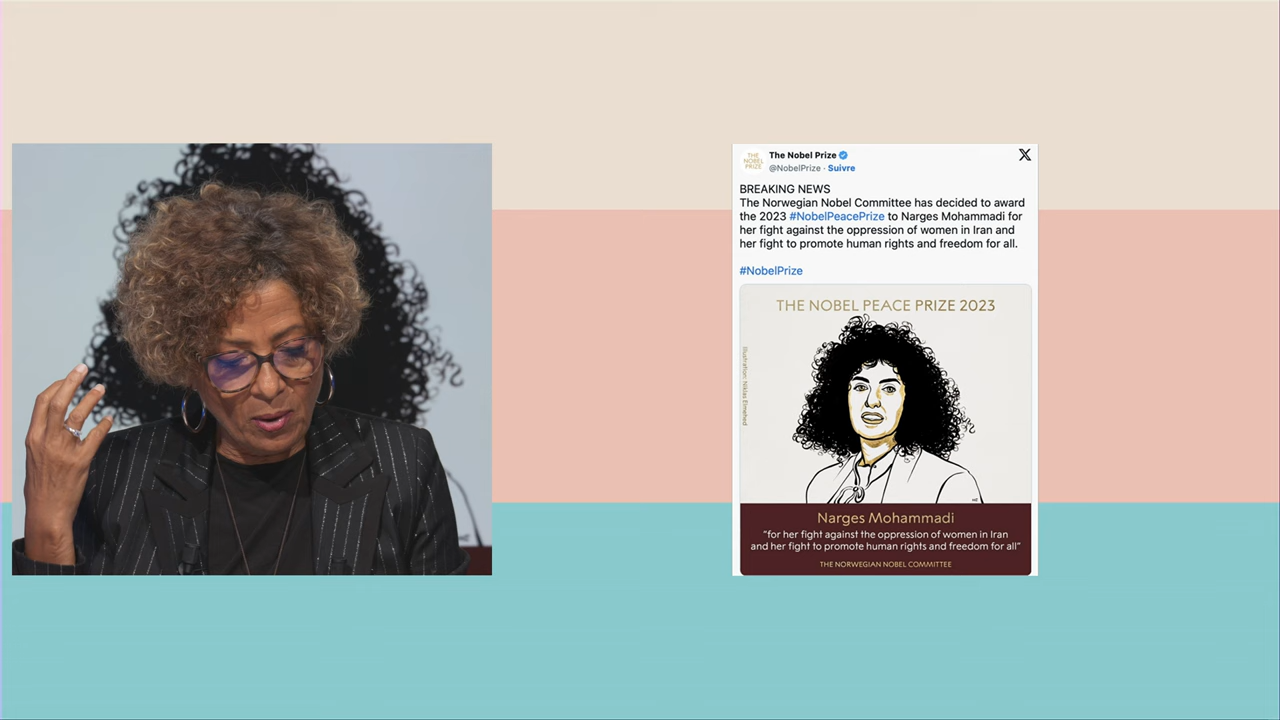 THE
NOBEL
PRIZE
The Nobel Prize
@NobelPrize · Suivre
X
BREAKING NEWS
The Norwegian Nobel Committee has decided to award
the 2023 #NobelPeacePrize to Narges Mohammadi for
her fight against the oppression of women in Iran and
her fight to promote human rights and freedom for all.
#NobelPrize
THE NOBEL PEACE PRIZE 2023
Illustration: Niklas Elmehed
Narges Mohammadi
“for her fight against the oppression of women in Iran
and her fight to promote human rights and freedom for all”
THE NORWEGIAN NOBEL COMMITTEE